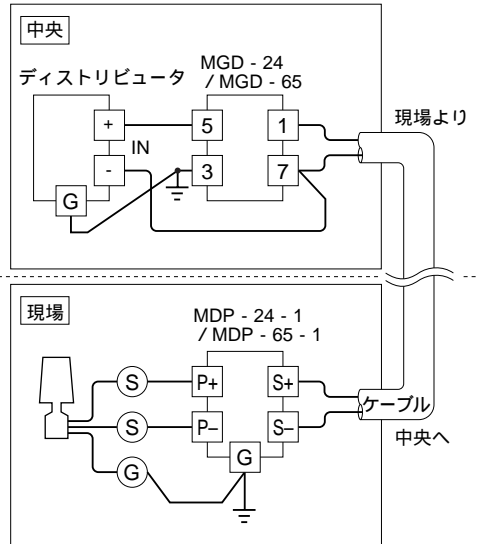 中央
ディストリビュータ
MGD - 24
/ MGD - 65
+
5
1
IN
-
3
7
G
現場より
現場
MDP - 24 - 1
/ MDP - 65 - 1
S
P+
S+
S
P–
S–
G
G
ケーブル
中央へ